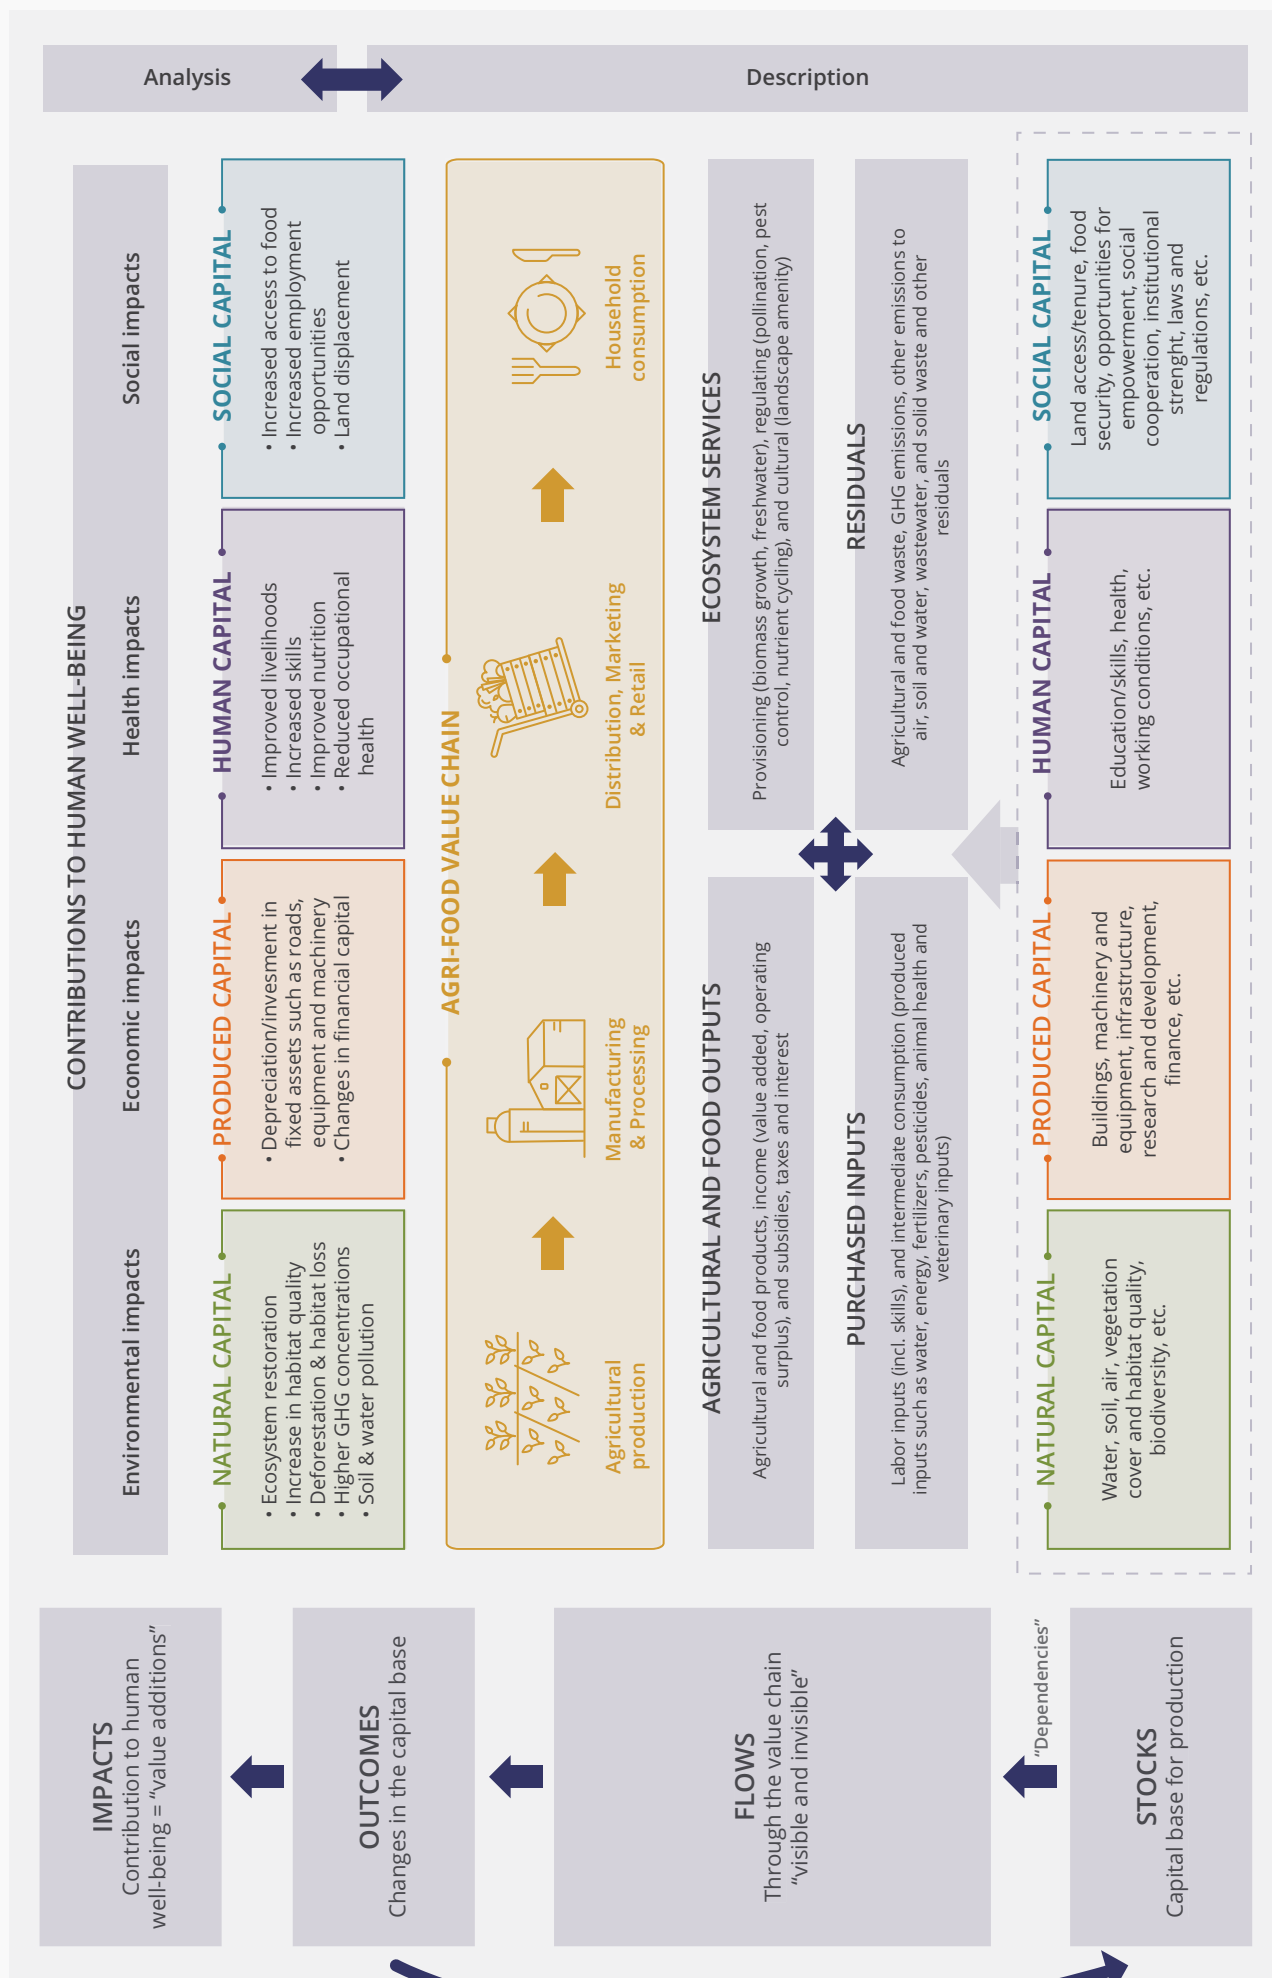 IMPACTS
Contribution to human
well-being = “value additions”
OUTCOMES
Changes in the capital base
FLOWS
Through the value chain
“visible and invisible”
“Dependencies”
STOCKS
Capital base for production
CONTRIBUTIONS TO HUMAN WELL-BEING
Environmental impacts
Economic impacts
Health impacts
Social impacts
NATURAL CAPITAL
• Ecosystem restoration
• Increase in habitat quality
• Deforestation & habitat loss
• Higher GHG concentrations
• Soil & water pollution
PRODUCED CAPITAL
• Depreciation/invesment in
fixed assets such as roads,
equipment and machinery
• Changes in financial capital
HUMAN CAPITAL
• Improved livelihoods
• Increased skills
• Improved nutrition
• Reduced occupational
health
SOCIAL CAPITAL
• Increased access to food
• Increased employment
opportunities
• Land displacement
AGRI-FOOD VALUE CHAIN
Agricultural
production
Manufacturing
& Processing
Distribution, Marketing
& Retail
Household
consumption
AGRICULTURAL AND FOOD OUTPUTS
Agricultural and food products, income (value added, operating
surplus), and subsidies, taxes and interest
ECOSYSTEM SERVICES
Provisioning (biomass growth, freshwater), regulating (pollination, pest
control, nutrient cycling), and cultural (landscape amenity)
PURCHASED INPUTS
Labor inputs (incl. skills), and intermediate consumption (produced
inputs such as water, energy, fertilizers, pesticides, animal health and
veterinary inputs)
RESIDUALS
Agricultural and food waste, GHG emissions, other emissions to
air, soil and water, wastewater, and solid waste and other
residuals
NATURAL CAPITAL
Water, soil, air, vegetation
cover and habitat quality,
biodiversity, etc.
PRODUCED CAPITAL
Buildings, machinery and
equipment, infrastructure,
research and development,
finance, etc.
HUMAN CAPITAL
Education/skills, health,
working conditions, etc.
SOCIAL CAPITAL
Land access/tenure, food
security, opportunities for
empowerment, social
cooperation, institutional
strenght, laws and
regulations, etc.
Analysis
Description